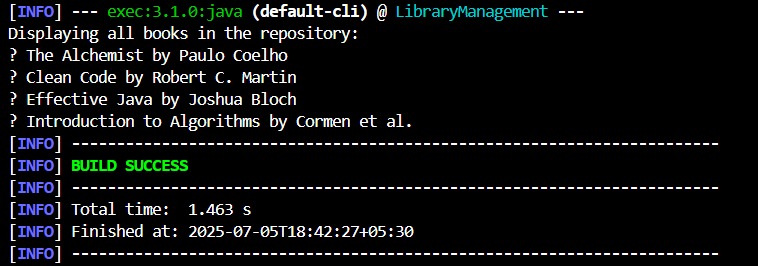 [INFO] --- exec:3.1.0:java (default-cli) @ LibraryManagement ---
Displaying all books in the repository:
? The Alchemist by Paulo Coelho
? Clean Code by Robert C. Martin
? Effective Java by Joshua Bloch
? Introduction to Algorithms by Cormen et al.
[INFO] ------------------------------------------------------------------------
[INFO] BUILD SUCCESS
[INFO] ------------------------------------------------------------------------
[INFO] Total time:  1.463 s
[INFO] Finished at: 2025-07-05T18:42:27+05:30
[INFO] ------------------------------------------------------------------------